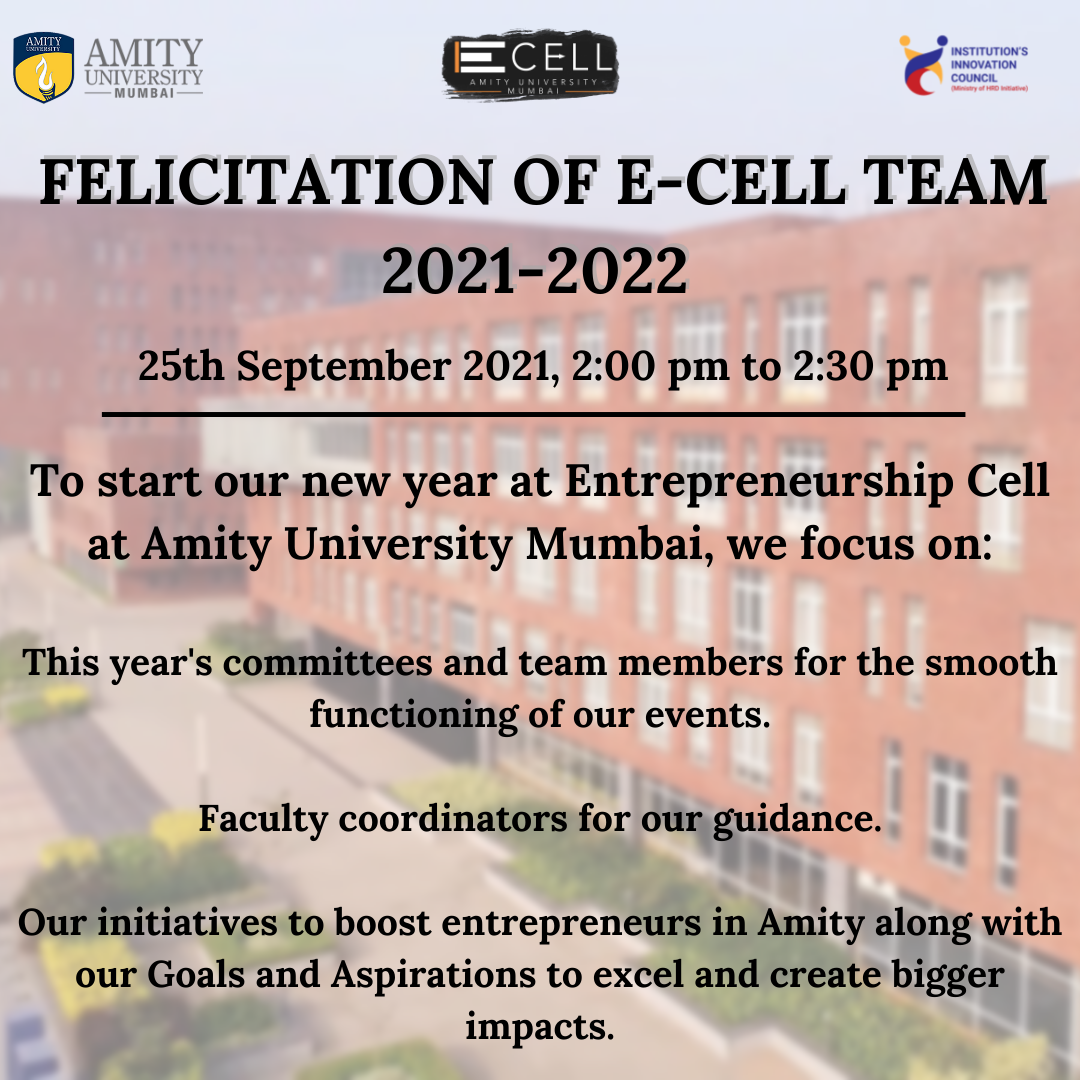 AMITY
UNIVERSITY
AMITY
UNIVERSITY
MUMBAI
ECELL
AMITY UNIVERSITY
MUMBAI
INSTITUTION'S
INNOVATION
COUNCIL
(Ministry of HRD Initiative)
FELICITATION OF E-CELL TEAM
2021-2022
25th September 2021, 2:00 pm to 2:30 pm
To start our new year at Entrepreneurship Cell
at Amity University Mumbai, we focus on:
This year's committees and team members for the smooth
functioning of our events.
Faculty coordinators for our guidance.
Our initiatives to boost entrepreneurs in Amity along with
our Goals and Aspirations to excel and create bigger
impacts.